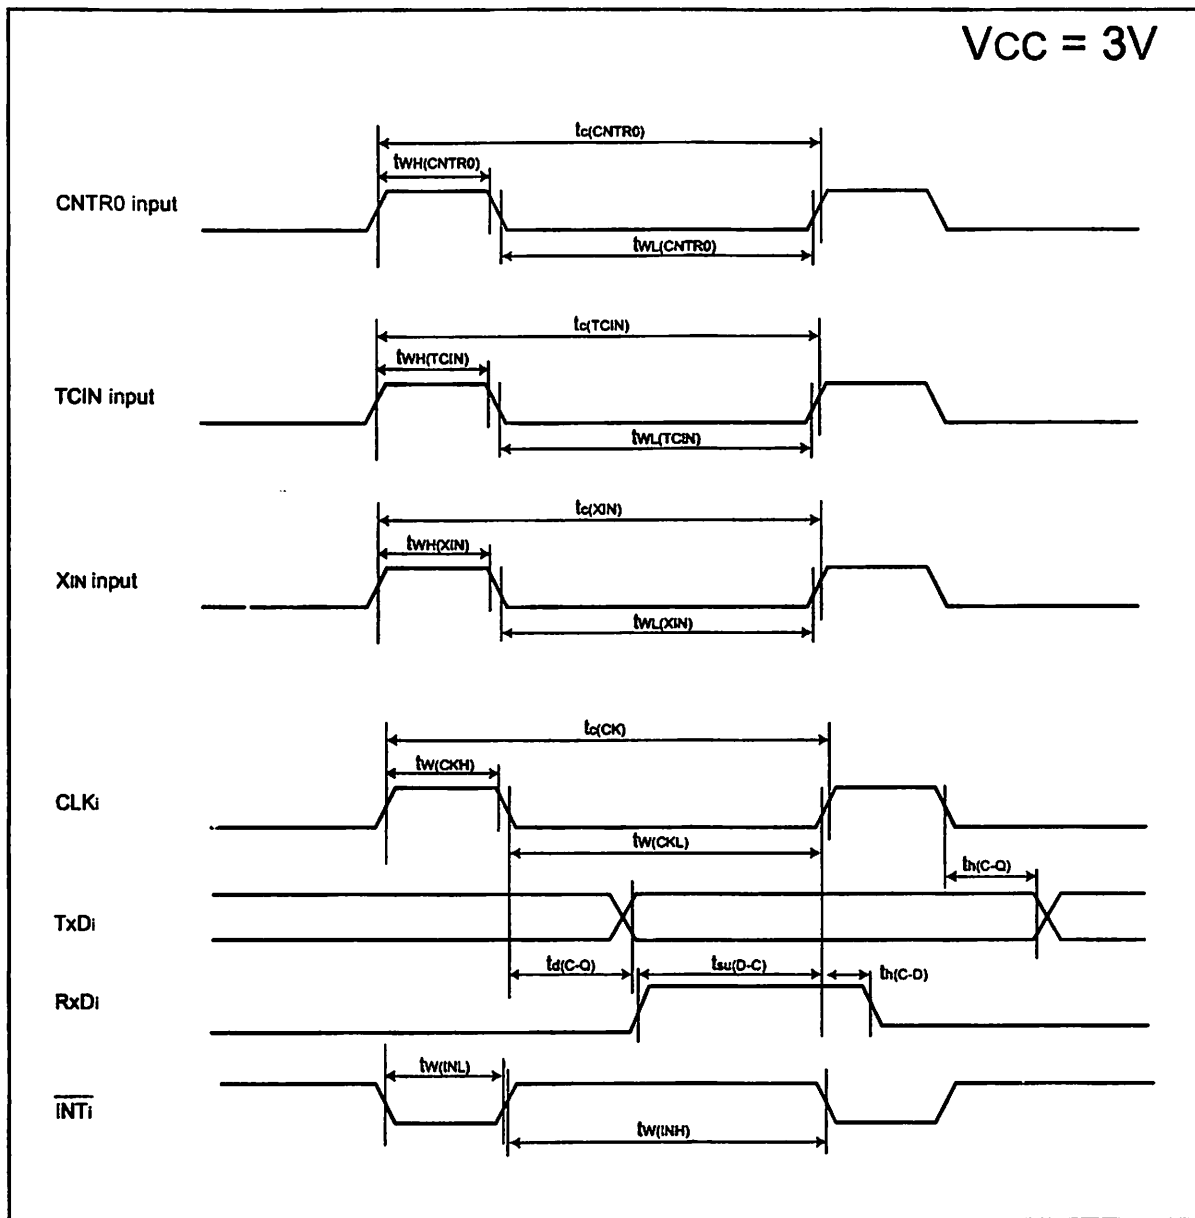 VCC = 3V
tc(CNTR0)
tWH(CNTR0)
CNTR0 input
tWL(CNTR0)
tc(TCIN)
tWH(TCIN)
TCIN input
tWL(TCIN)
tc(XIN)
tWH(XIN)
XIN input
tWL(XIN)
tc(CK)
tW(CKH)
CLKi
tW(CKL)
th(C-Q)
TxDi
td(C-Q)
tsu(D-C)
th(C-D)
RxDi
tW(INL)
INTi
tW(INH)